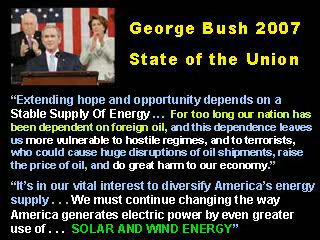 George Bush 2007
State of the Union
“Extending hope and opportunity depends on a
Stable Supply Of Energy . . . For too long our nation has
been dependent on foreign oil, and this dependence leaves
us more vulnerable to hostile regimes, and to terrorists,
who could cause huge disruptions of oil shipments, raise
the price of oil, and do great harm to our economy.”
“It’s in our vital interest to diversify America’s energy
supply . . . We must continue changing the way
America generates electric power by even greater
use of . . . SOLAR AND WIND ENERGY”